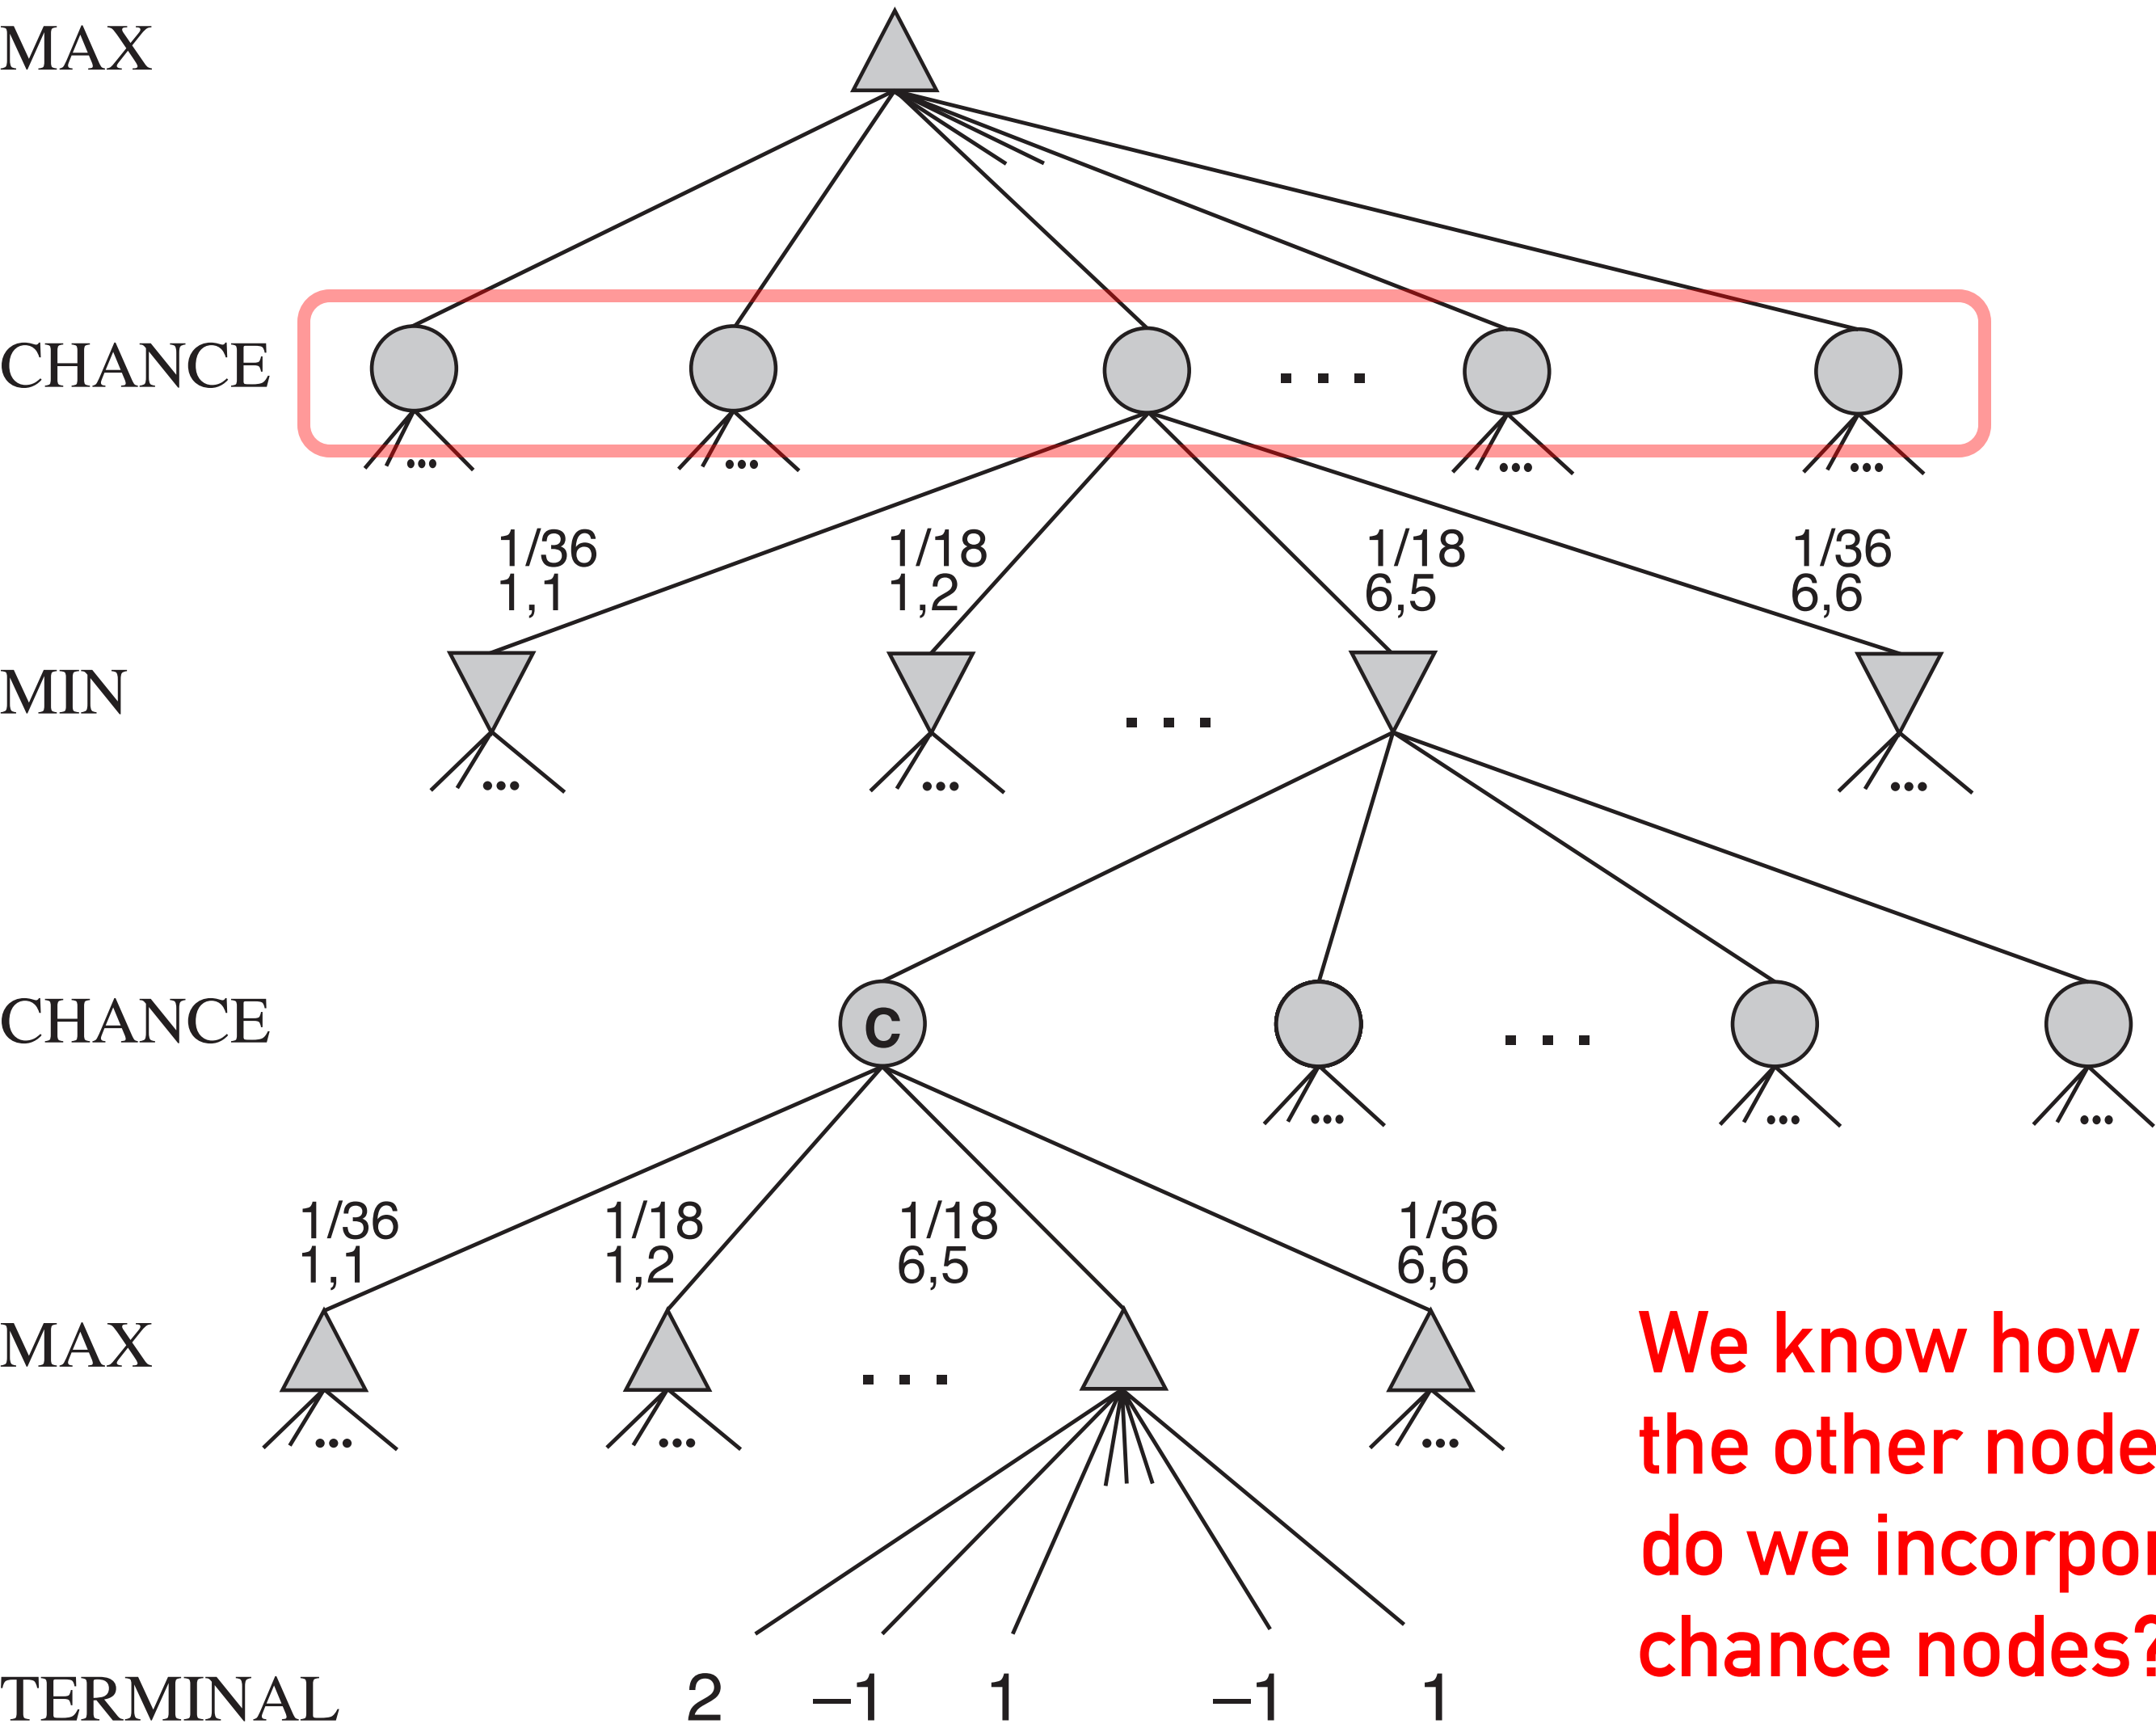 MAX
CHANCE
1/36 1/18 1/18 1/36
1,1 1,2 6,5 6,6
MIN
CHANCE
C
1/36 1/18 1/18 1/36
1,1 1,2 6,5 6,6
MAX
We know how
the other node
do we incorpor
chance nodes?
TERMINAL 2 –1 1 –1 1